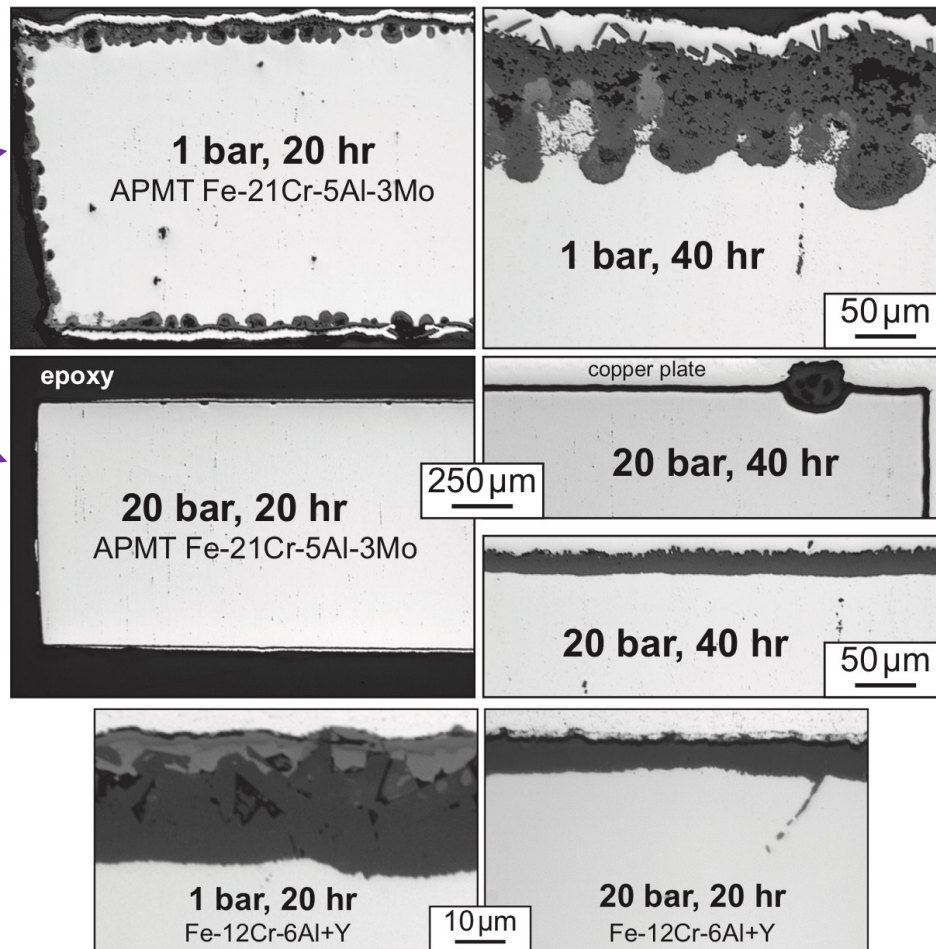 1 bar, 20 hr
APMT Fe-21Cr-5Al-3Mo
1 bar, 40 hr
50 µm
epoxy
20 bar, 20 hr
APMT Fe-21Cr-5Al-3Mo
250 µm
copper plate
20 bar, 40 hr
20 bar, 40 hr
50 µm
1 bar, 20 hr
Fe-12Cr-6Al+Y
10 µm
20 bar, 20 hr
Fe-12Cr-6Al+Y